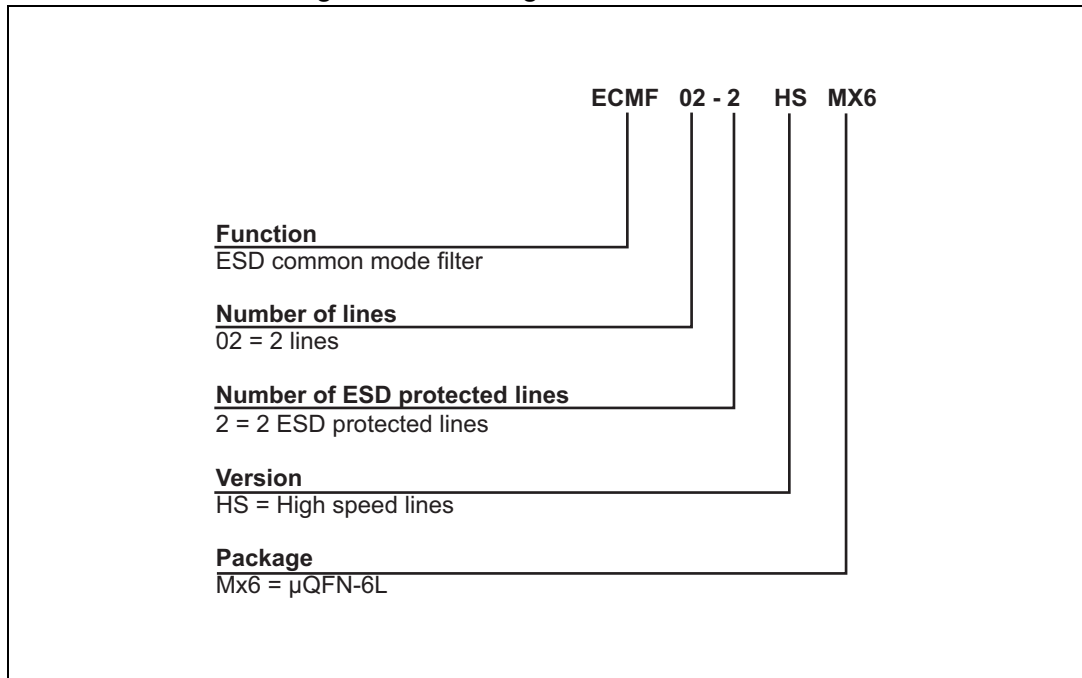 ECMF 02 - 2 HS MX6
Function
ESD common mode filter
Number of lines
02 = 2 lines
Number of ESD protected lines
2 = 2 ESD protected lines
Version
HS = High speed lines
Package
Mx6 = µQFN-6L